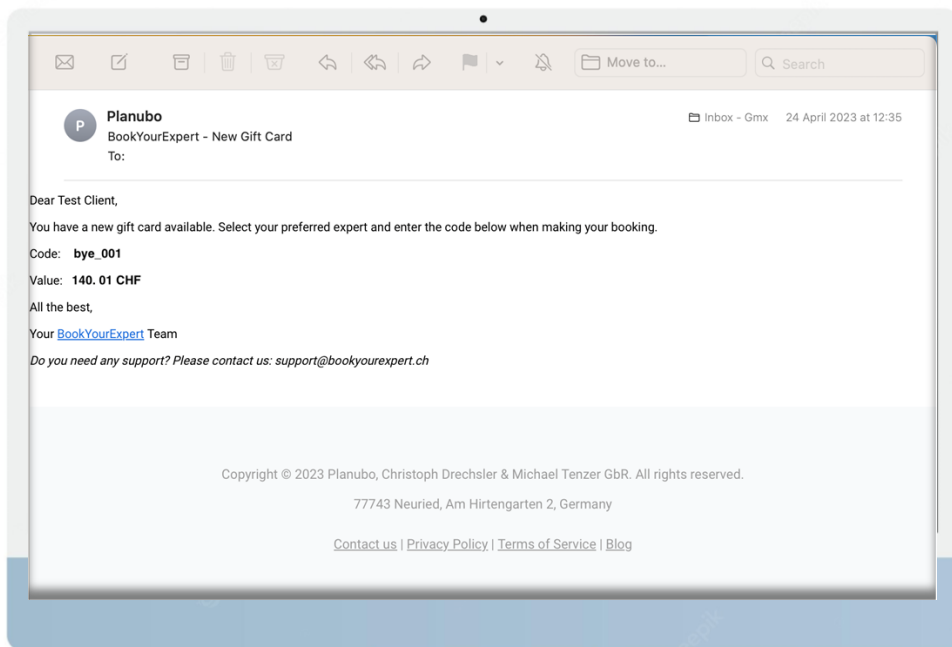 Move to...
Search
P
Planubo
Inbox - Gmx 24 April 2023 at 12:35
BookYourExpert - New Gift Card
To:
Dear Test Client,
You have a new gift card available. Select your preferred expert and enter the code below when making your booking.
Code: bye_001
Value: 140. 01 CHF
All the best,
Your BookYourExpert Team
Do you need any support? Please contact us: support@bookyourexpert.ch
Copyright © 2023 Planubo, Christoph Drechsler & Michael Tenzer GbR. All rights reserved.
77743 Neuried, Am Hirtengarten 2, Germany
Contact us | Privacy Policy | Terms of Service | Blog